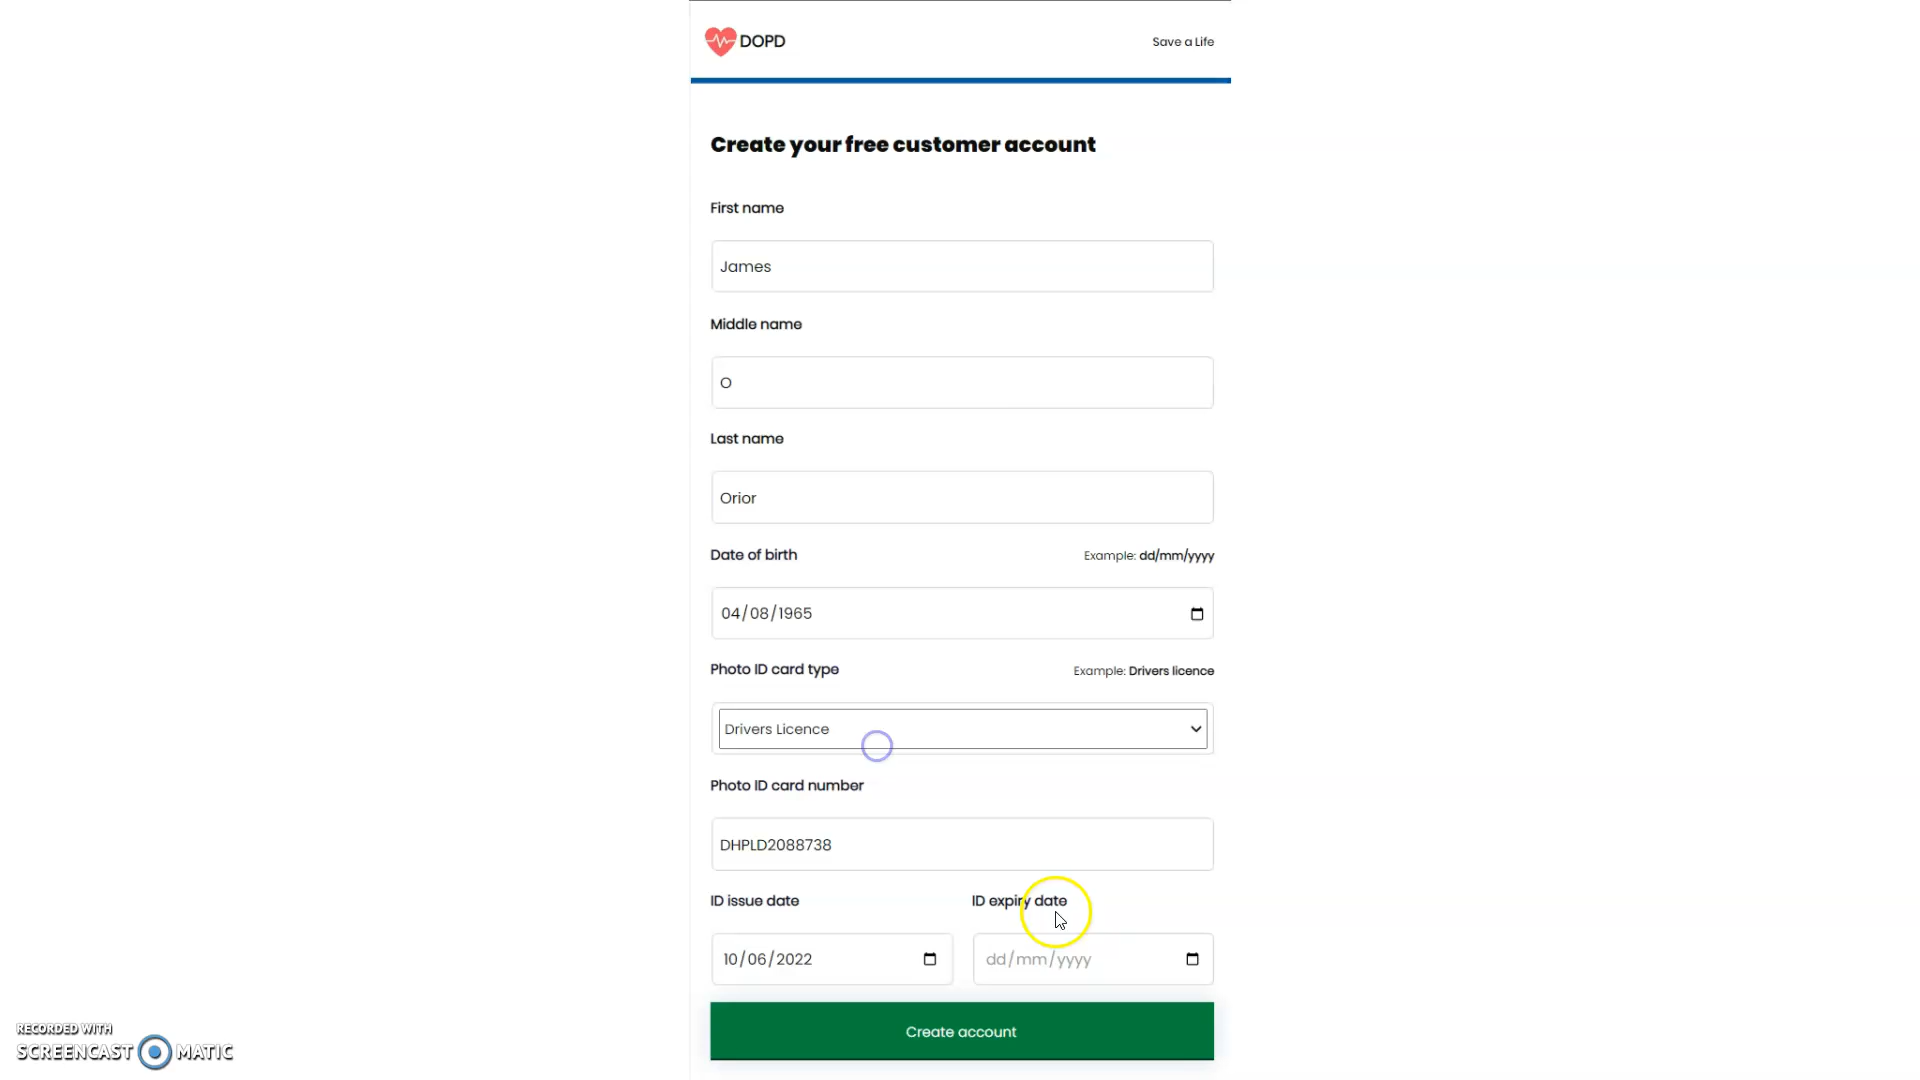 DOPD
Save a Life
Create your free customer account
First name
James
Middle name
O
Last name
Orior
Date of birth
Example: dd/mm/yyyy
04/08/1965
Photo ID card type
Example: Drivers licence
Drivers Licence
Photo ID card number
DHPLD2088738
ID issue date
ID expiry date
10/06/2022
dd/mm/yyyy
Create account
RECORDED WITH
SCREENCAST MATIC